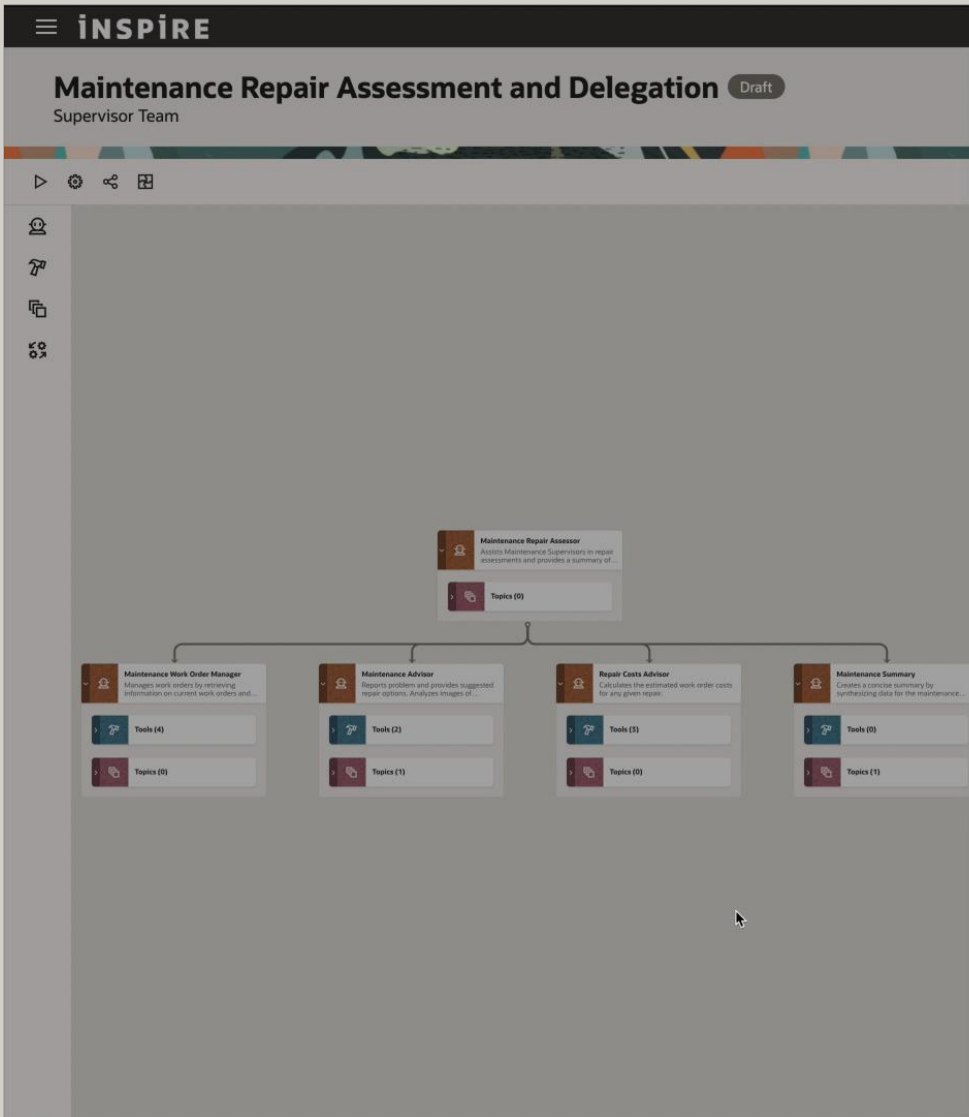 iNSPiRE
Maintenance Repair Assessment and Delegation Draft
Supervisor Team
Maintenance Repair Assessor
Assists Maintenance Supervisors in repair
assessments and provides a summary of...
Topics (0)
Maintenance Work Order Manager
Manages work orders by retrieving
information on current work orders and...
Tools (4)
Topics (0)
Maintenance Advisor
Reports problem and provides suggested
repair options. Analyzes images of...
Tools (2)
Topics (1)
Repair Costs Advisor
Calculates the estimated work order costs
for any given repair.
Tools (3)
Topics (0)
Maintenance Summary
Creates a concise summary by
synthesizing data for the maintenance...
Tools (0)
Topics (1)